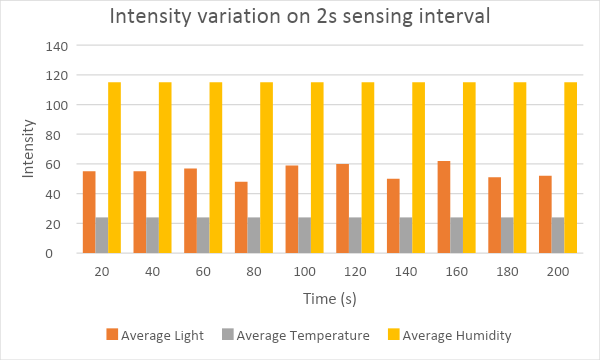 Intensity variation on 2s sensing interval
140
120
100
80
60
40
20
0
Intensity
20 40 60 80 100 120 140 160 180 200
Time (s)
Average Light Average Temperature Average Humidity